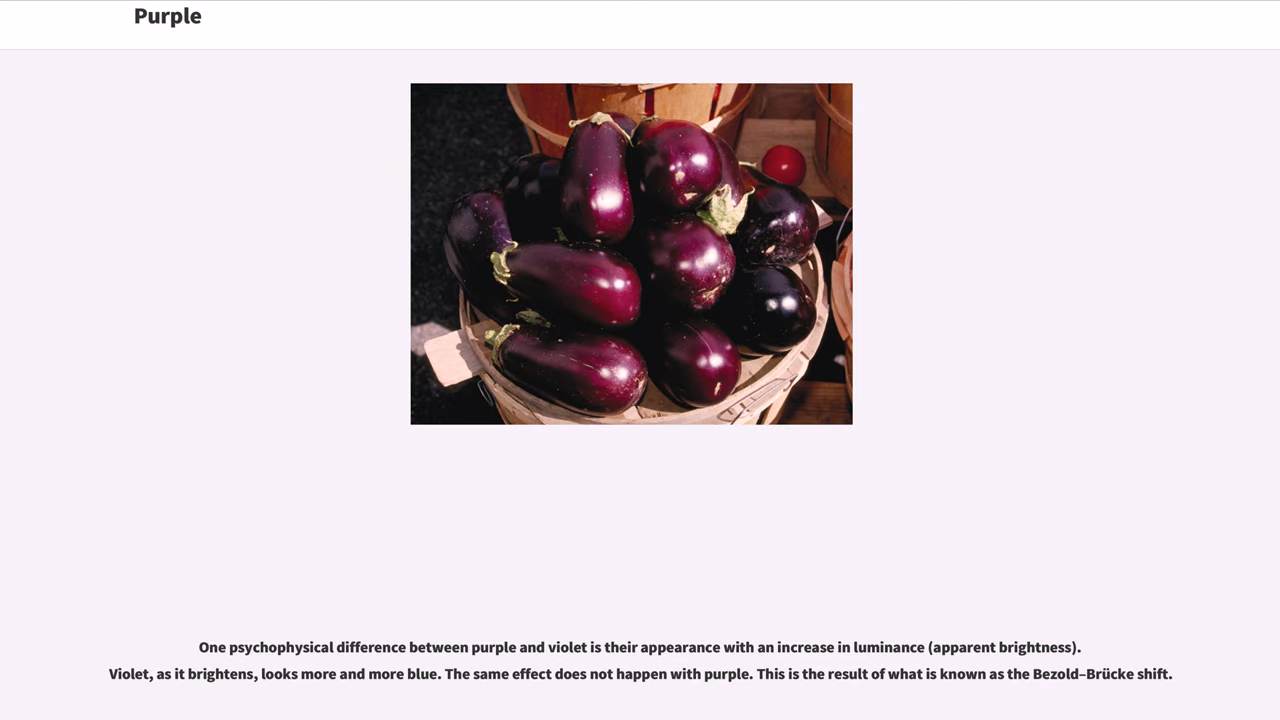 Purple
One psychophysical difference between purple and violet is their appearance with an increase in luminance (apparent brightness).
Violet, as it brightens, looks more and more blue. The same effect does not happen with purple. This is the result of what is known as the Bezold–Brücke shift.